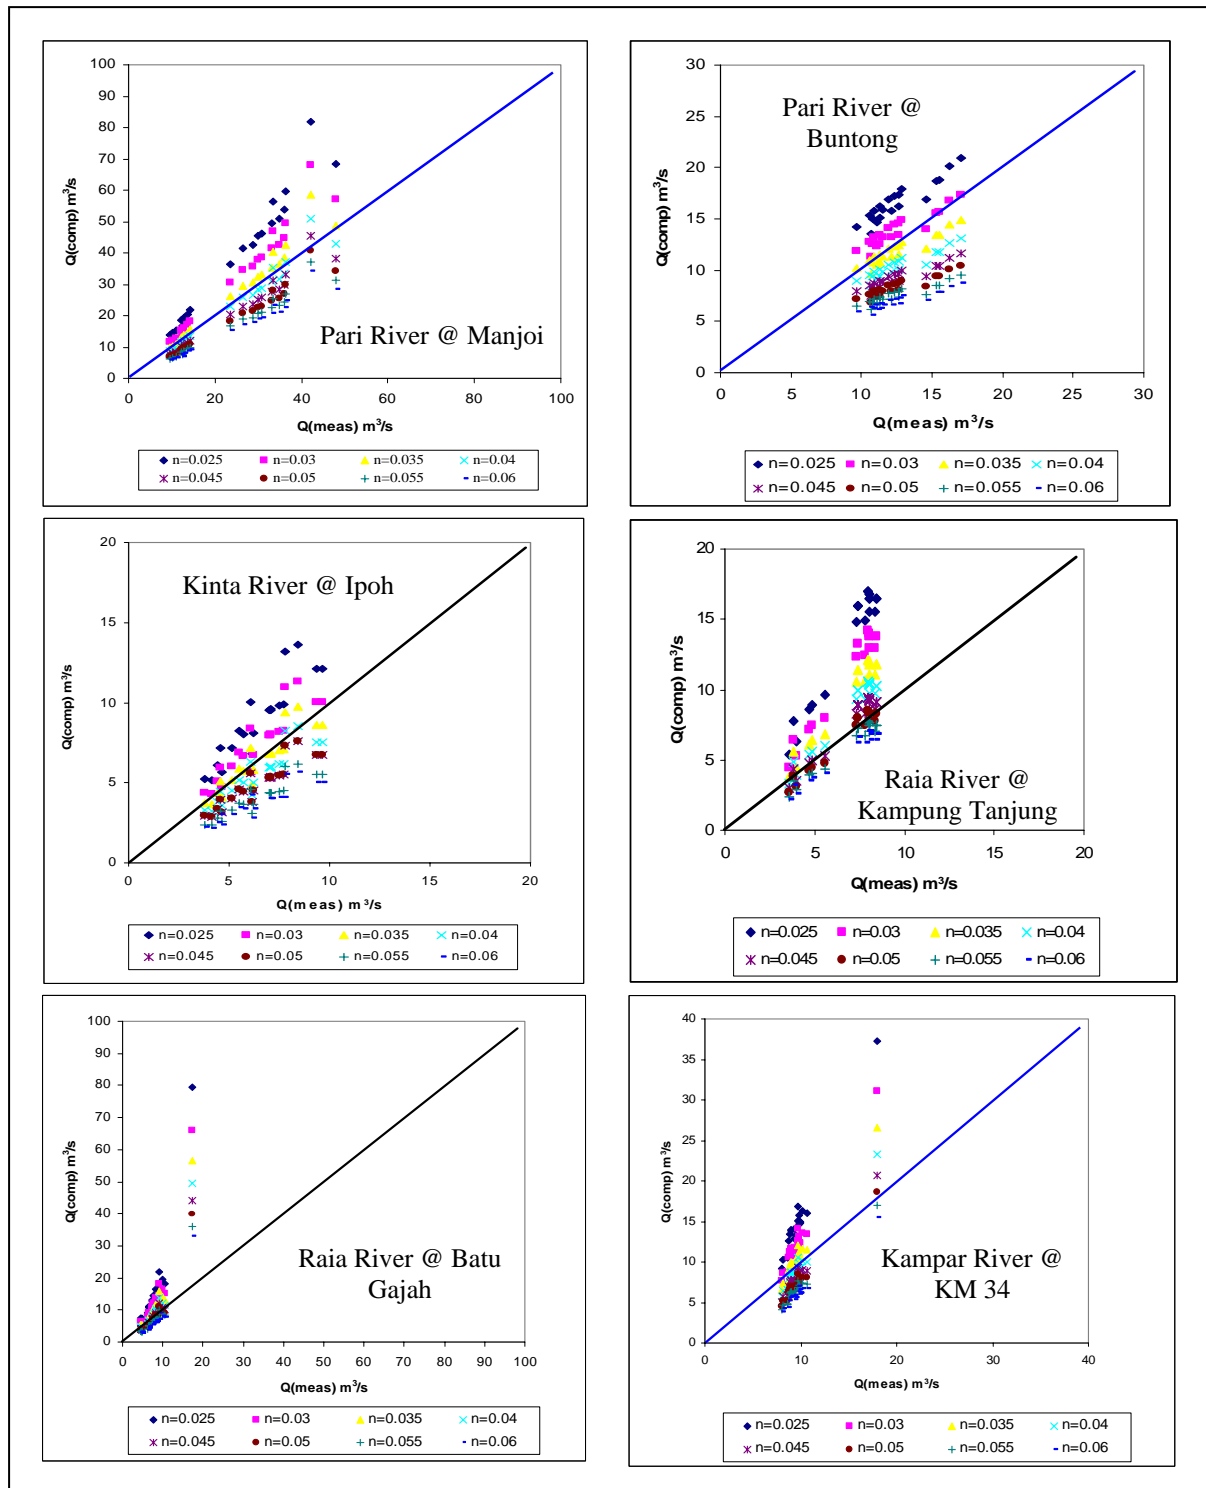 100
90
80
70
60
50
40
30
20
10
0
Q(comp) m³/s
Pari River @ Manjoi
0 20 40 60 80 100
Q(meas) m³/s
n=0.025 n=0.03 n=0.035 n=0.04
n=0.045 n=0.05 n=0.055 n=0.06
30
25
20
15
10
5
0
Q(comp) m³/s
Pari River @
Buntong
0 5 10 15 20 25 30
Q(meas) m³/s
n=0.025 n=0.03 n=0.035 n=0.04
n=0.045 n=0.05 n=0.055 n=0.06
20
15
10
5
0
Q(comp) m³/s
Kinta River @ Ipoh
0 5 10 15 20
Q(meas) m³/s
n=0.025 n=0.03 n=0.035 n=0.04
n=0.045 n=0.05 n=0.055 n=0.06
20
15
10
5
0
Q(comp) m³/s
Raia River @
Kampung Tanjung
0 5 10 15 20
Q(meas) m³/s
n=0.025 n=0.03 n=0.035 n=0.04
n=0.045 n=0.05 n=0.055 n=0.06
100
90
80
70
60
50
40
30
20
10
0
Q(comp) m³/s
Raia River @ Batu
Gajah
0 10 20 30 40 50 60 70 80 90 100
Q(meas) m³/s
n=0.025 n=0.03 n=0.035 n=0.04
n=0.045 n=0.05 n=0.055 n=0.06
40
35
30
25
20
15
10
5
0
Q(comp) m³/s
Kampar River @
KM 34
0 10 20 30 40
Q(meas) m³/s
n=0.025 n=0.03 n=0.035 n=0.04
n=0.045 n=0.05 n=0.055 n=0.06